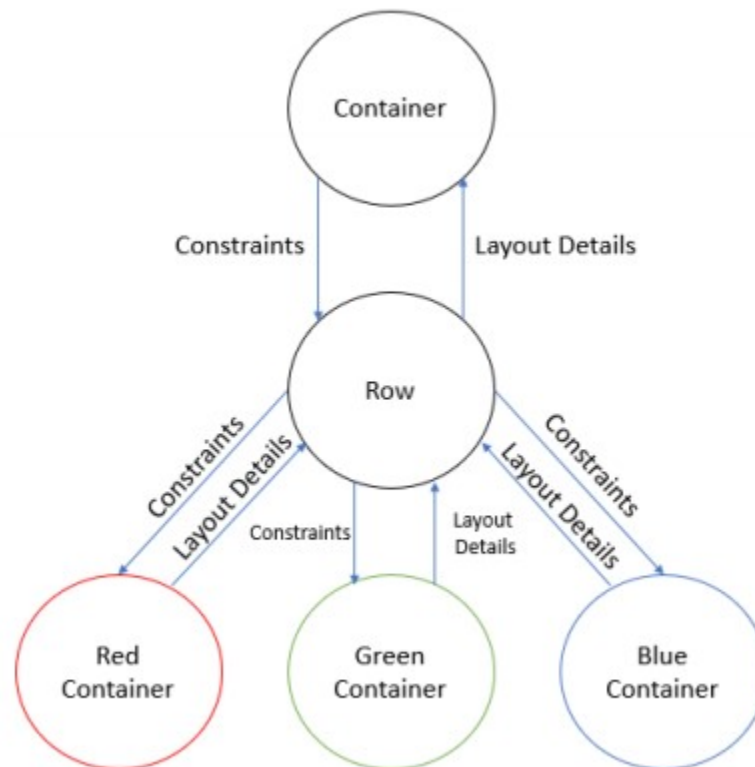 Container
Constraints
Layout Details
Row
Constraints
Layout Details
Constraints
Layout
Details
Layout Details
Constraints
Red
Container
Green
Container
Blue
Container